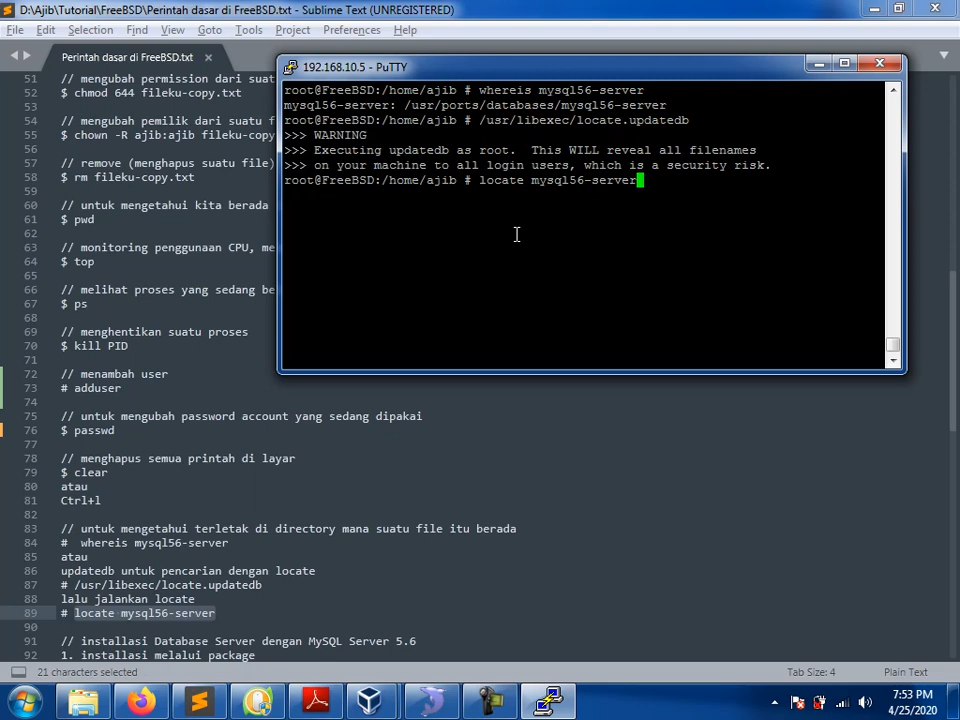 D:\Ajib\Tutorial\FreeBSD\Perintah dasar di FreeBSD.txt - Sublime Text (UNREGISTERED)
File Edit Selection Find View Goto Tools Project Preferences Help
Perintah dasar di FreeBSD.txt
192.168.10.5 - PuTTY
root@FreeBSD:/home/ajib # whereis mysql56-server
mysql56-server: /usr/ports/databases/mysql56-server
root@FreeBSD:/home/ajib # /usr/libexec/locate.updatedb
>>> WARNING
>>> Executing updatedb as root.  This WILL reveal all filenames
>>> on your machine to all login users, which is a security risk.
root@FreeBSD:/home/ajib # locate mysql56-server
51 // mengubah permission dari suat
52 $ chmod 644 fileku-copy.txt
53
54 // mengubah pemilik dari suatu f
55 $ chown -R ajib:ajib fileku-copy
56
57 // remove (menghapus suatu file)
58 $ rm fileku-copy.txt
59
60 // untuk mengetahui kita berada
61 $ pwd
62
63 // monitoring penggunaan CPU, me
64 $ top
65
66 // melihat proses yang sedang be
67 $ ps
68
69 // menghentikan suatu proses
70 $ kill PID
71
72 // menambah user
73 # adduser
74
75 // untuk mengubah password account yang sedang dipakai
76 $ passwd
77
78 // menghapus semua printah di layar
79 $ clear
80 atau
81 Ctrl+l
82
83 // untuk mengetahui terletak di directory mana suatu file itu berada
84 #  whereis mysql56-server
85 atau
86 updatedb untuk pencarian dengan locate
87 # /usr/libexec/locate.updatedb
88 lalu jalankan locate
89 # locate mysql56-server
90
91 // installasi Database Server dengan MySQL Server 5.6
92 1. installasi melalui package
21 characters selected
Tab Size: 4
Plain Text
7:53 PM
4/25/2020